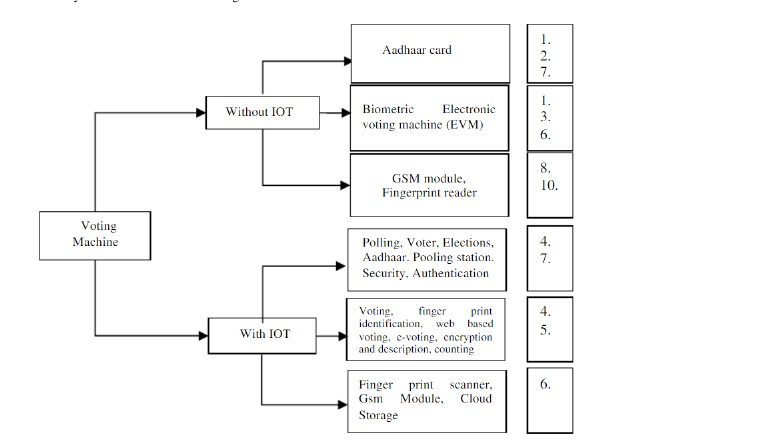 Aadhaar card
1.
2.
7.
Without IOT
Biometric Electronic
voting machine (EVM)
1.
3.
6.
GSM module,
Fingerprint reader
8.
10.
Voting
Machine
Polling, Voter, Elections,
Aadhaar. Pooling station.
Security, Authentication
4.
7.
With IOT
Voting, finger print
identification, web based
voting, e-voting, encryption
and description, counting
4.
5.
Finger print scanner,
Gsm Module, Cloud
Storage
6.